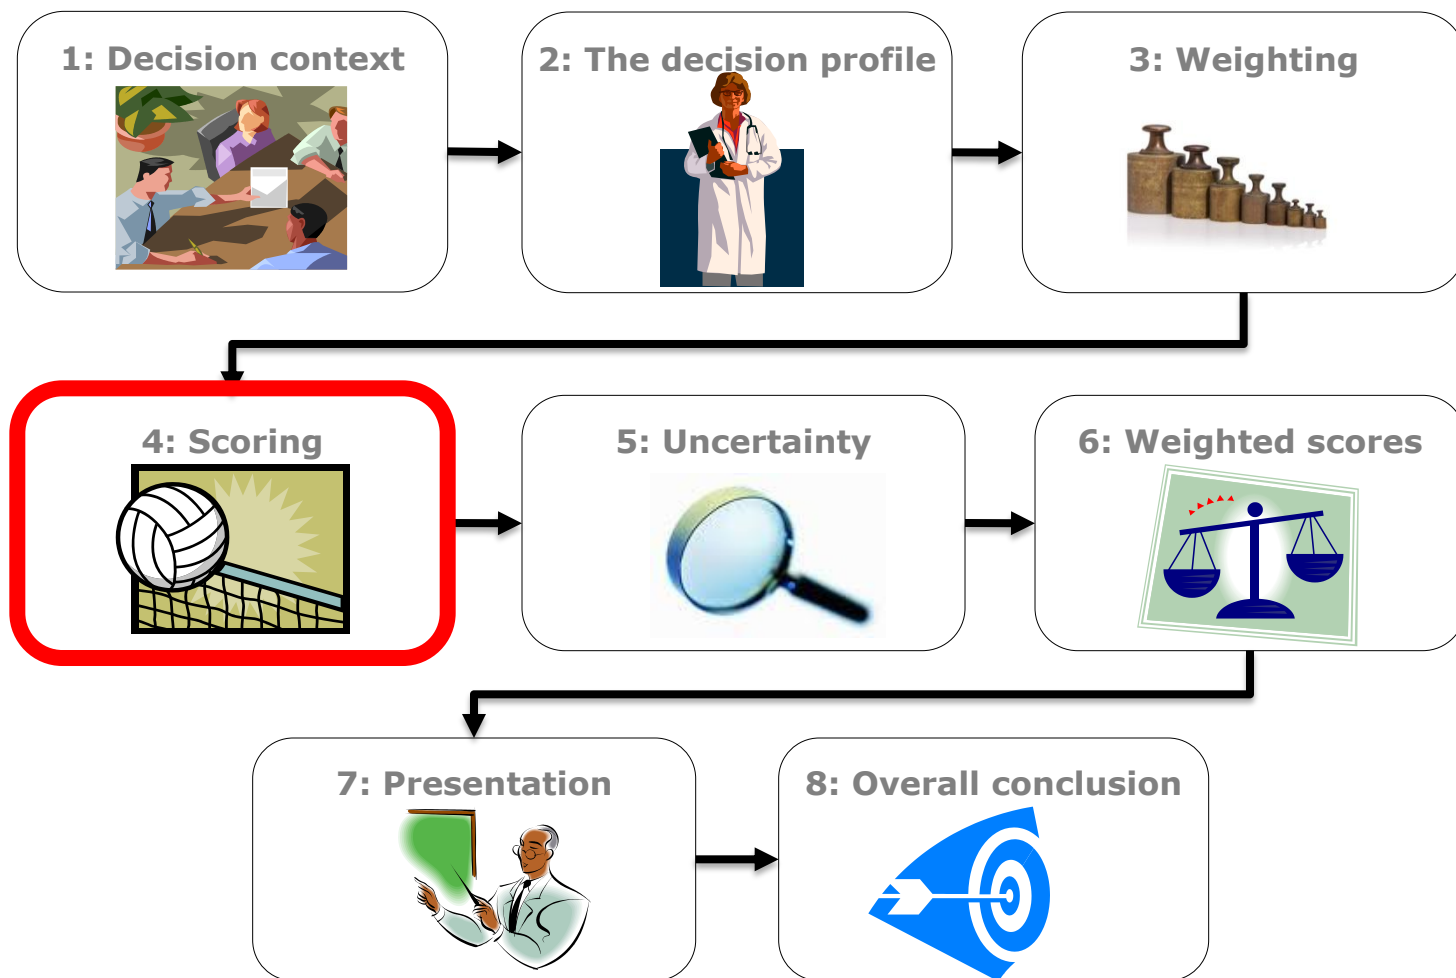 1: Decision context
2: The decision profile
3: Weighting
4: Scoring
5: Uncertainty
6: Weighted scores
7: Presentation
8: Overall conclusion